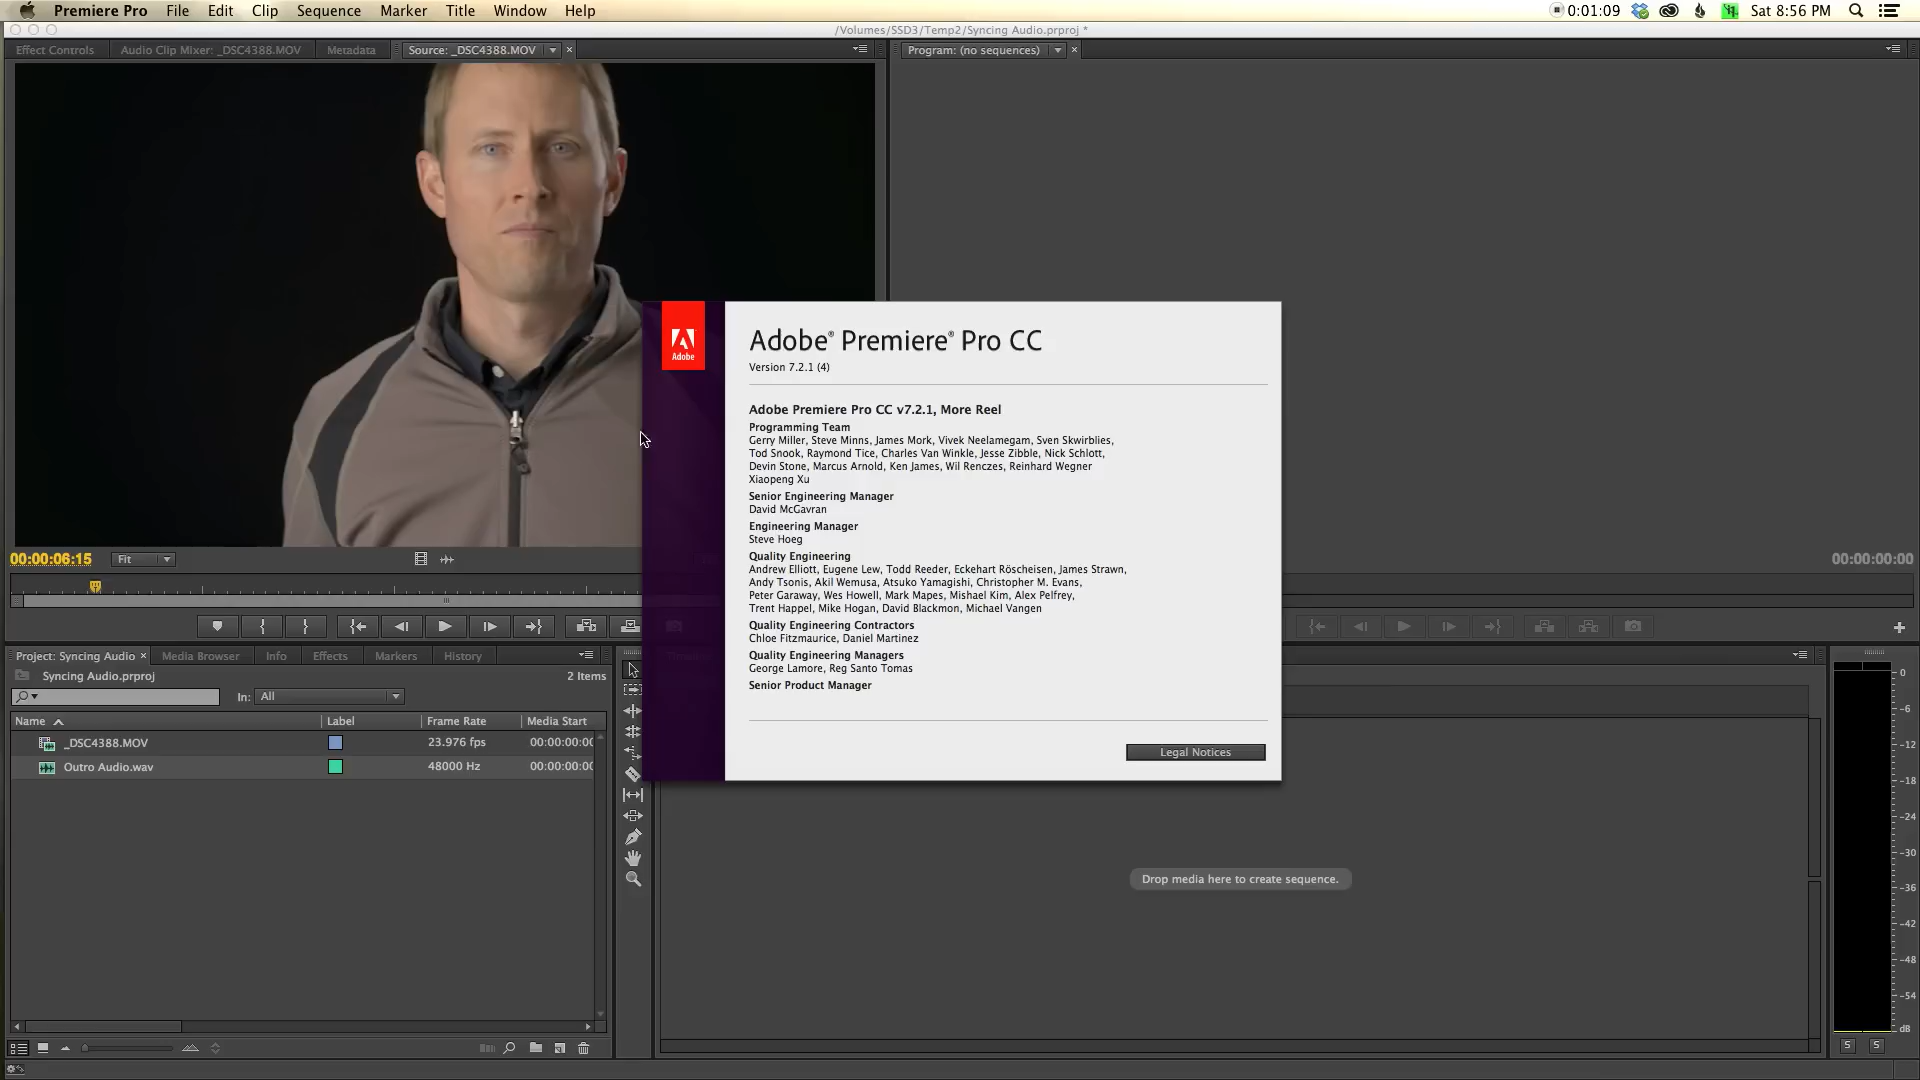 Premiere Pro File Edit Clip Sequence Marker Title Window Help
0:01:09 Sat 8:56 PM
/Volumes/SSD3/Temp2/Syncing Audio.prproj *
Effect Controls Audio Clip Mixer: _DSC4388.MOV Metadata Source: _DSC4388.MOV
Program: (no sequences)
Adobe
Adobe® Premiere® Pro CC
Version 7.2.1 (4)
Adobe Premiere Pro CC v7.2.1, More Reel
Programming Team
Gerry Miller, Steve Minns, James Mork, Vivek Neelamegam, Sven Skwirblies,
Tod Snook, Raymond Tice, Charles Van Winkle, Jesse Zibble, Nick Schlott,
Devin Stone, Marcus Arnold, Ken James, Wil Renczes, Reinhard Wegner
Xiaopeng Xu
Senior Engineering Manager
David McGavran
Engineering Manager
Steve Hoeg
Quality Engineering
Andrew Elliott, Eugene Lew, Todd Reeder, Eckehart Röscheisen, James Strawn,
Andy Tsonis, Akil Wemusa, Atsuko Yamagishi, Christopher M. Evans,
Peter Garaway, Wes Howell, Mark Mapes, Mishael Kim, Alex Pelfrey,
Trent Happel, Mike Hogan, David Blackmon, Michael Vangen
Quality Engineering Contractors
Chloe Fitzmaurice, Daniel Martinez
Quality Engineering Managers
George Lamore, Reg Santo Tomas
Senior Product Manager
Legal Notices
00:00:06:15 Fit
00:00:00:00
Project: Syncing Audio Media Browser Info Effects Markers History
Syncing Audio.prproj 2 Items
In: All
Name Label Frame Rate Media Start
_DSC4388.MOV 23.976 fps 00:00:00:0
Outro Audio.wav 48000 Hz 00:00:00:0
Drop media here to create sequence.
0
-6
-12
-18
-24
-30
-36
-42
-48
-54
dB
S S